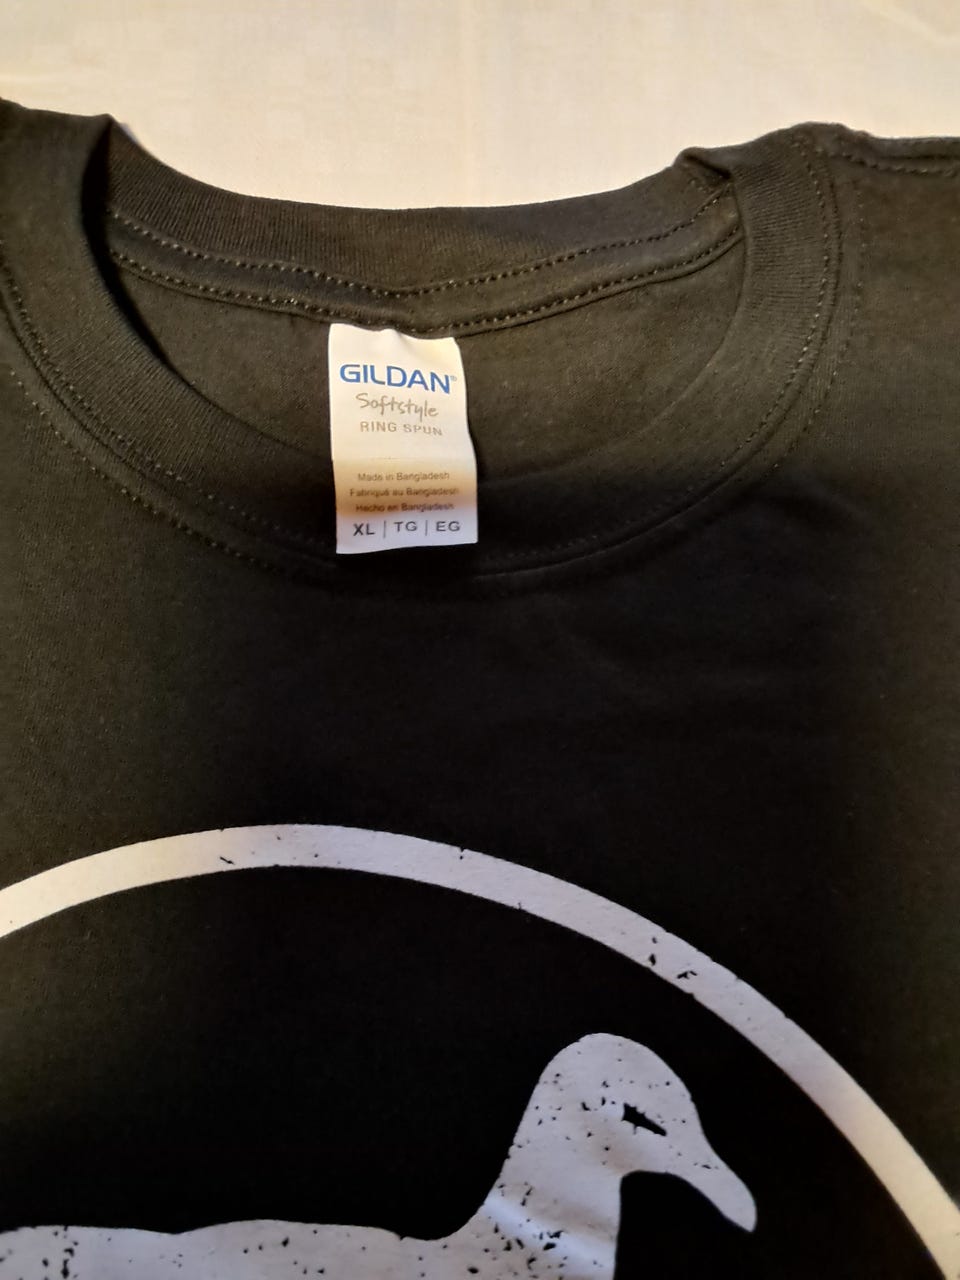 GILDAN®
Softstyle
RING SPUN
Made in Bangladesh
Fabriqué au Bangladesh
Hecho en Bangladesh
XL | TG | EG